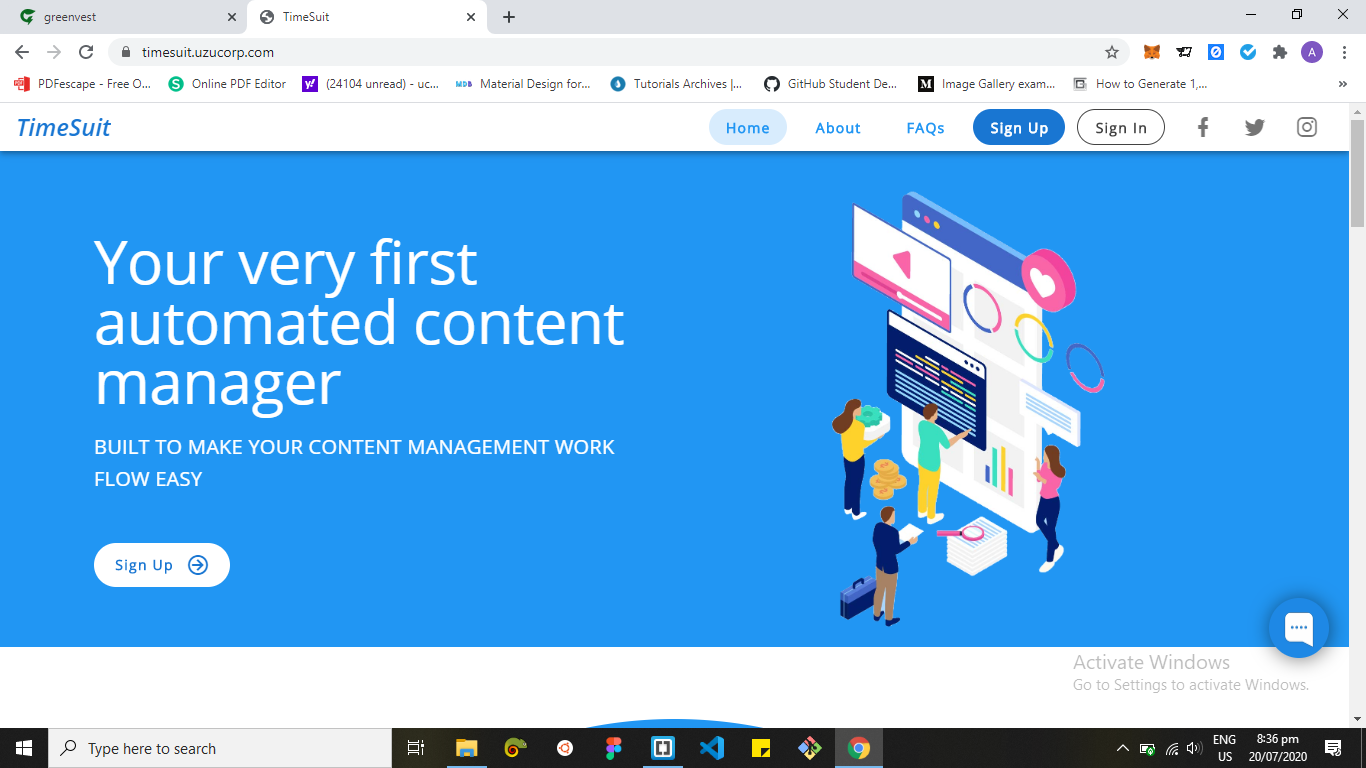 greenvest
TimeSuit
timesuit.uzucorp.com
A
PDFescape - Free O...
Online PDF Editor
(24104 unread) - uc...
Material Design for...
Tutorials Archives |...
GitHub Student De...
Image Gallery exam...
How to Generate 1,...
»
TimeSuit
Home
About
FAQs
Sign Up
Sign In
Your very first
automated content
manager
BUILT TO MAKE YOUR CONTENT MANAGEMENT WORK
FLOW EASY
Sign Up
Activate Windows
Go to Settings to activate Windows.
Type here to search
ENG
US
8:36 pm
20/07/2020